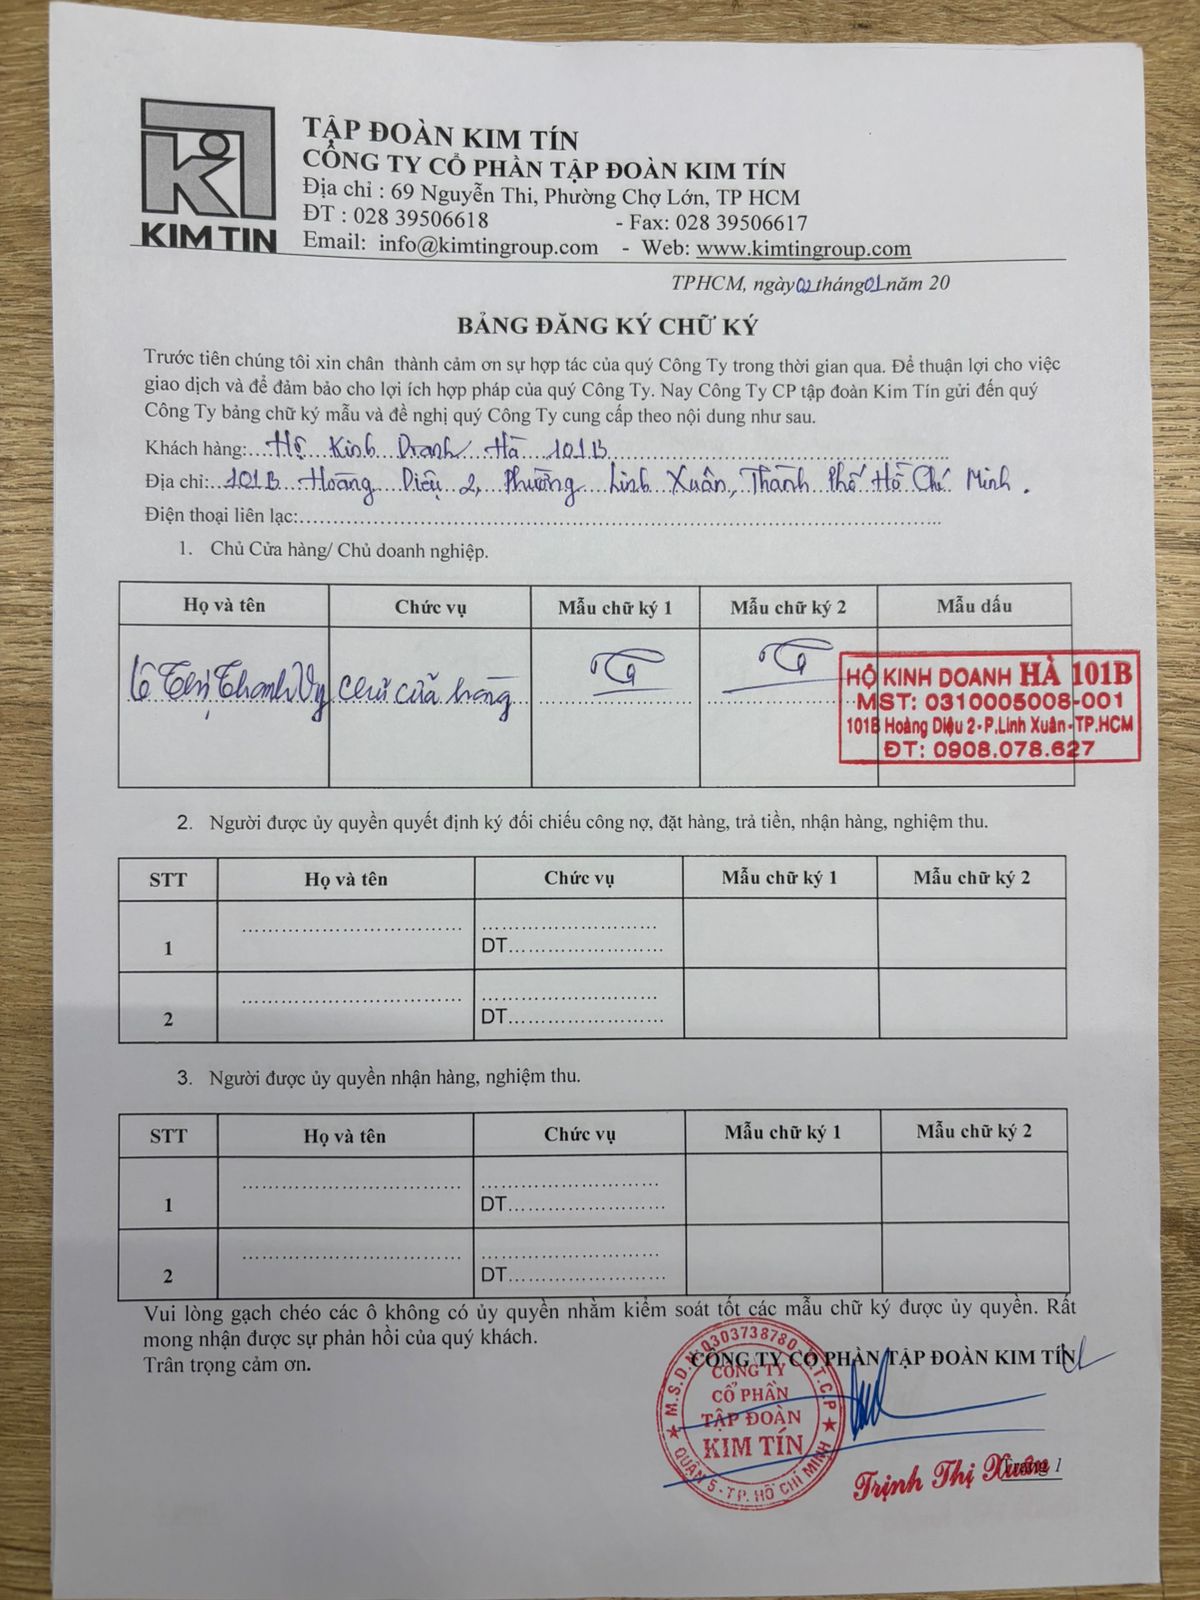 KIM TIN
TẬP ĐOÀN KIM TÍN
CÔNG TY CỔ PHẦN TẬP ĐOÀN KIM TÍN
Địa chỉ : 69 Nguyễn Thi, Phường Chợ Lớn, TP HCM
ĐT : 028 39506618 - Fax: 028 39506617
Email: info@kimtingroup.com - Web: www.kimtingroup.com
TPHCM, ngày 02 tháng 01 năm 20
BẢNG ĐĂNG KÝ CHỮ KÝ
Trước tiên chúng tôi xin chân thành cảm ơn sự hợp tác của quý Công Ty trong thời gian qua. Để thuận lợi cho việc
giao dịch và để đảm bảo cho lợi ích hợp pháp của quý Công Ty. Nay Công Ty CP tập đoàn Kim Tín gửi đến quý
Công Ty bảng chữ ký mẫu và đề nghị quý Công Ty cung cấp theo nội dung như sau.
Khách hàng: Hộ Kinh Doanh Hà 101B
Địa chỉ: 101B Hoàng Diệu 2, Phường Linh Xuân, Thành Phố Hồ Chí Minh.
Điện thoại liên lạc:
1. Chủ Cửa hàng/ Chủ doanh nghiệp.
Họ và tên Chức vụ Mẫu chữ ký 1 Mẫu chữ ký 2 Mẫu dấu
Lê Thị Thanh Vy chủ cửa hàng
HỘ KINH DOANH HÀ 101B
MST: 0310005008-001
101B Hoàng Diệu 2-P.Linh Xuân-TP.HCM
ĐT: 0908.078.627
2. Người được ủy quyền quyết định ký đối chiếu công nợ, đặt hàng, trả tiền, nhận hàng, nghiệm thu.
STT Họ và tên Chức vụ Mẫu chữ ký 1 Mẫu chữ ký 2
1 DT
2 DT
3. Người được ủy quyền nhận hàng, nghiệm thu.
STT Họ và tên Chức vụ Mẫu chữ ký 1 Mẫu chữ ký 2
1 DT
2 DT
Vui lòng gạch chéo các ô không có ủy quyền nhằm kiểm soát tốt các mẫu chữ ký được ủy quyền. Rất
mong nhận được sự phản hồi của quý khách.
Trân trọng cảm ơn.
CÔNG TY CỔ PHẦN TẬP ĐOÀN KIM TÍN
M.S.D.N:0303738780 C.T.C.P
CÔNG TY
CỔ PHẦN
TẬP ĐOÀN
KIM TÍN
QUẬN 5-TP. HỒ CHÍ MINH
Trịnh Thị Xuân
Trang 1